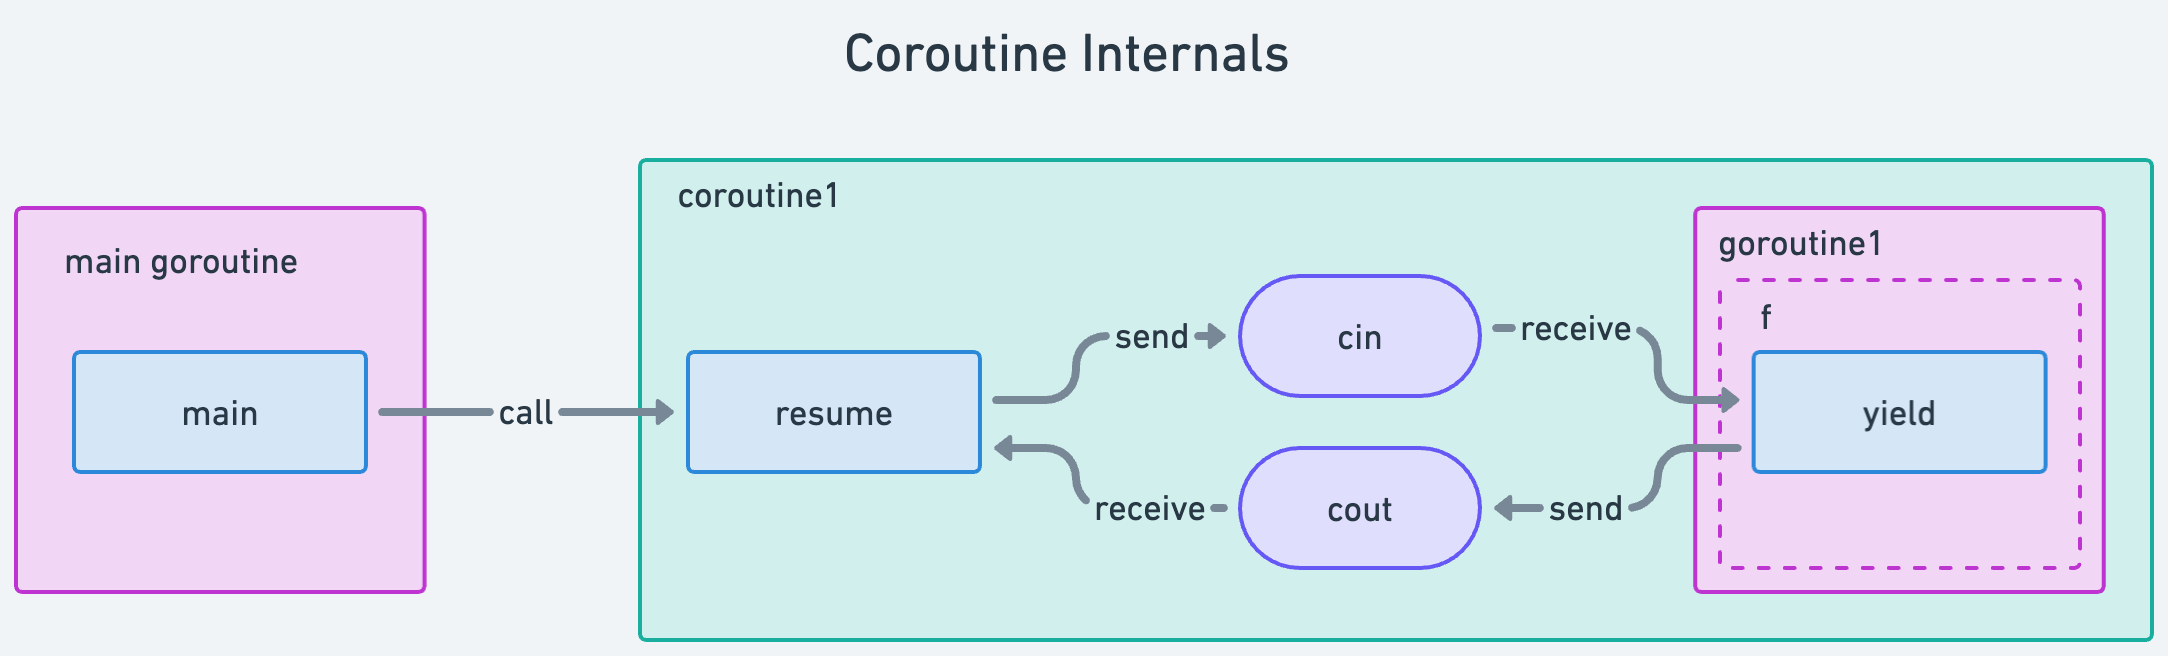 Coroutine Internals
coroutine1
main goroutine
goroutine1
f
main
call
resume
send
cin
receive
yield
receive
cout
send